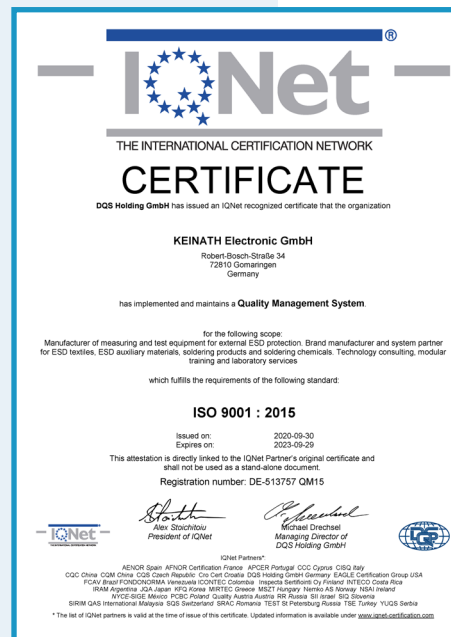 IQNet ®
THE INTERNATIONAL CERTIFICATION NETWORK
CERTIFICATE
DQS Holding GmbH has issued an IQNet recognized certificate that the organization
KEINATH Electronic GmbH
Robert-Bosch-Straße 34
72810 Gomaringen
Germany
has implemented and maintains a Quality Management System.
for the following scope:
Manufacturer of measuring and test equipment for external ESD protection. Brand manufacturer and system partner
for ESD textiles, ESD auxiliary materials, soldering products and soldering chemicals. Technology consulting, modular
training and laboratory services
which fulfills the requirements of the following standard:
ISO 9001 : 2015
Issued on: 2020-09-30
Expires on: 2023-09-29
This attestation is directly linked to the IQNet Partner's original certificate and
shall not be used as a stand-alone document.
Registration number: DE-513757 QM15
Alex Stoichitoiu
President of IQNet
Michael Drechsel
Managing Director of
DQS Holding GmbH
IQNet
DQS
IQNet Partners*:
AENOR Spain AFNOR Certification France APCER Portugal CCC Cyprus CISQ Italy
CQC China CQM China CQS Czech Republic Cro Cert Croatia DQS Holding GmbH Germany EAGLE Certification Group USA
FCAV Brazil FONDONORMA Venezuela ICONTEC Colombia Inspecta Sertifiointi Oy Finland INTECO Costa Rica
IRAM Argentina JQA Japan KFQ Korea MIRTEC Greece MSZT Hungary Nemko AS Norway NSAI Ireland
NYCE-SIGE México PCBC Poland Quality Austria Austria RR Russia SII Israel SIQ Slovenia
SIRIM QAS International Malaysia SQS Switzerland SRAC Romania TEST St Petersburg Russia TSE Turkey YUQS Serbia
* The list of IQNet partners is valid at the time of issue of this certificate. Updated information is available under www.iqnet-certification.com